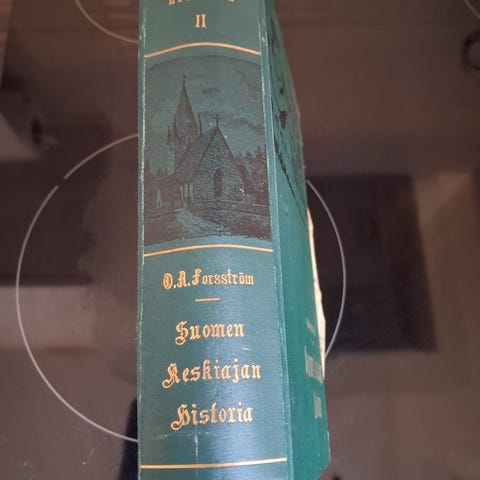 II
O.A. Forsström
Suomen
Keskiajan
Historia